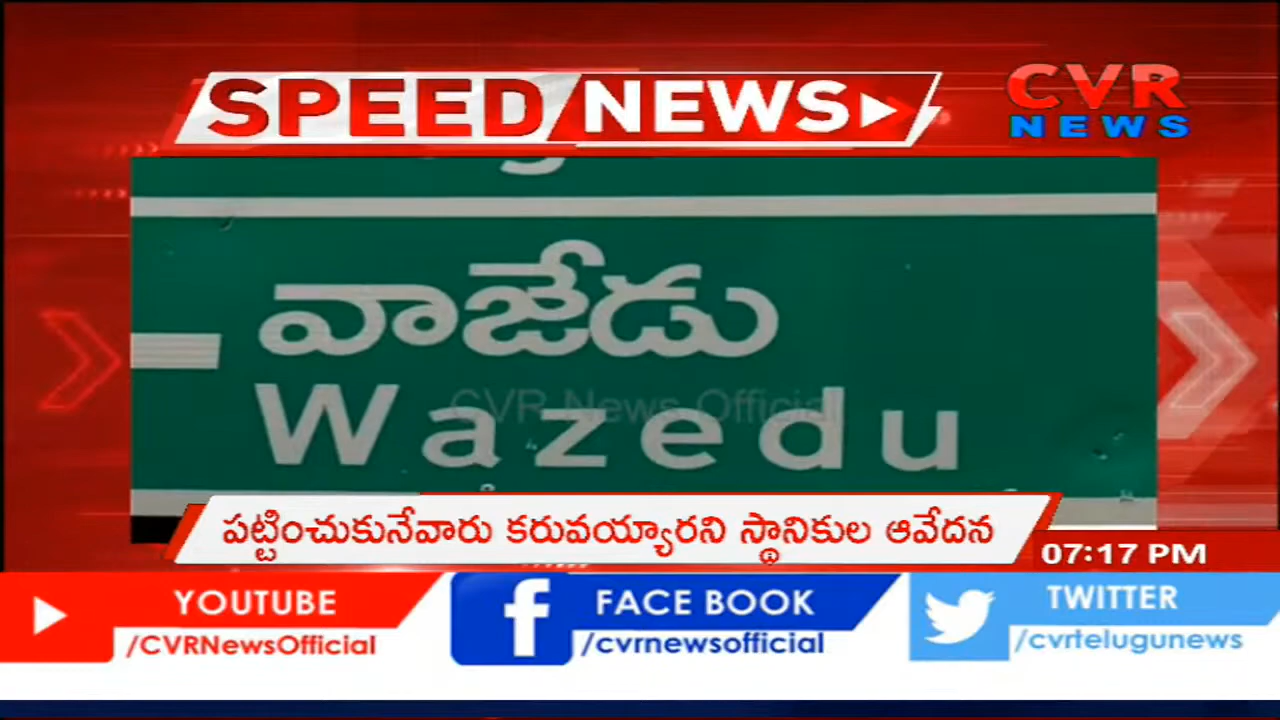 SPEED NEWS
CVR
NEWS
వాజేడు
Wazedu
CVR News Official
పట్టించుకునేవారు కరువయ్యారని స్థానికుల ఆవేదన
07:17 PM
YOUTUBE
/CVRNewsOfficial
FACE BOOK
/cvrnewsofficial
TWITTER
/cvrtelugunews